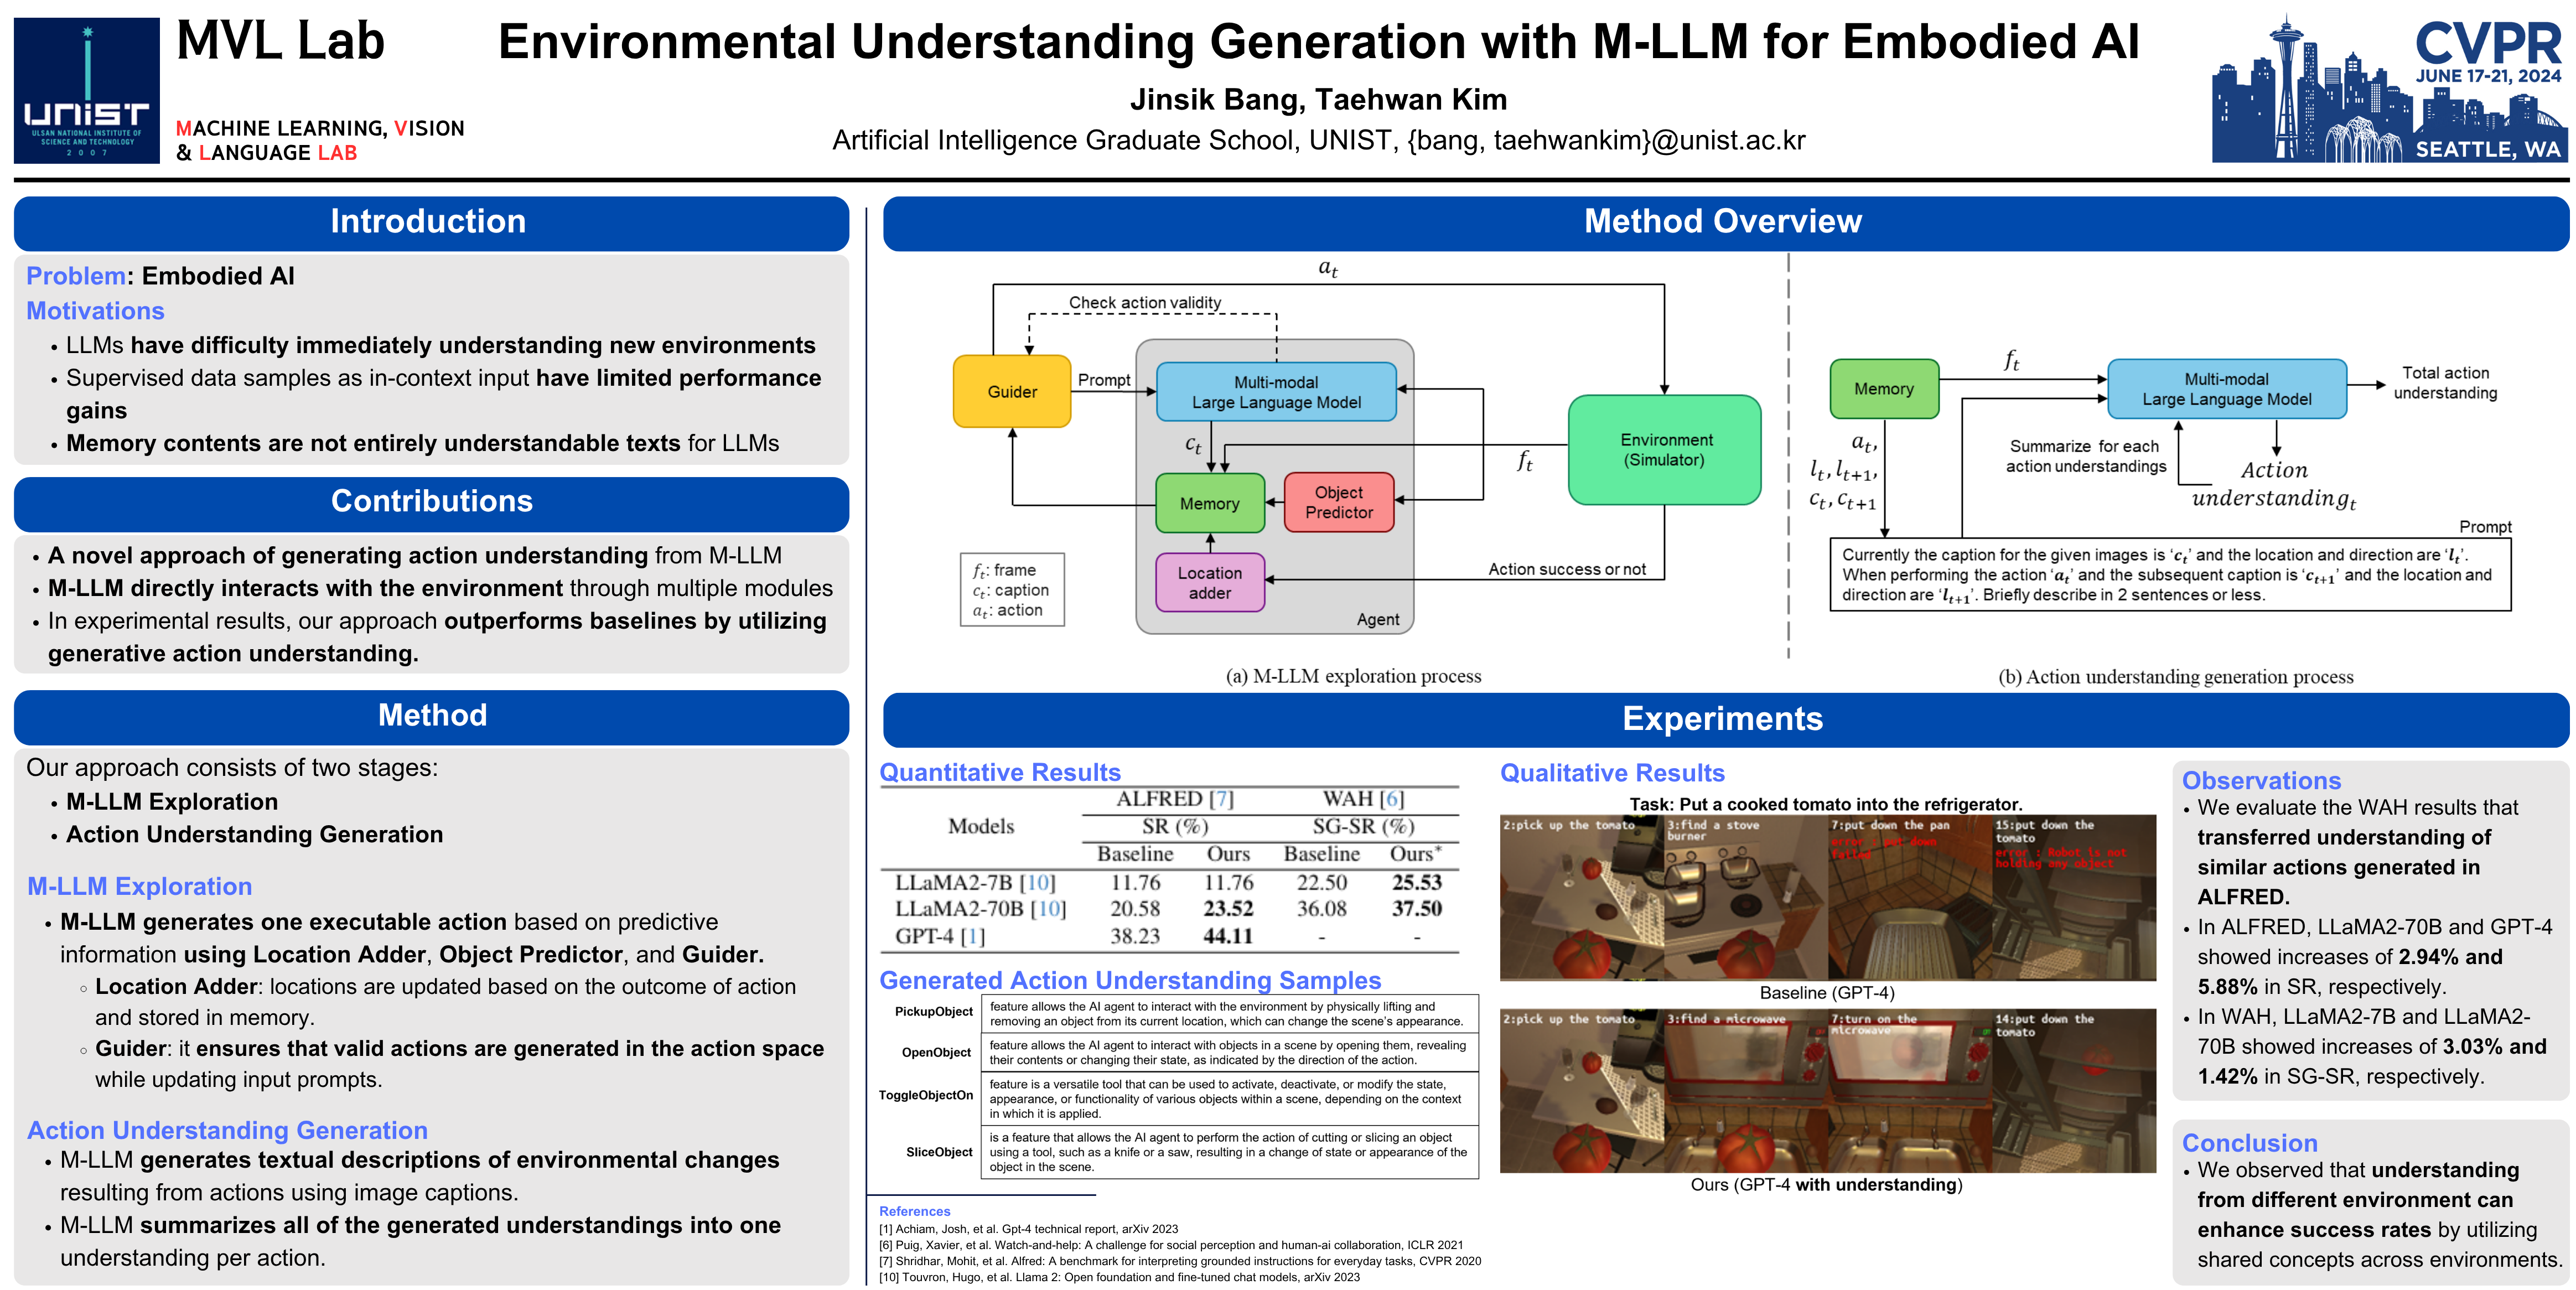 UNIST
ULSAN NATIONAL INSTITUTE OF
SCIENCE AND TECHNOLOGY
2 0 0 7
MVL Lab
MACHINE LEARNING, VISION
& LANGUAGE LAB
Environmental Understanding Generation with M-LLM for Embodied AI
Jinsik Bang, Taehwan Kim
Artificial Intelligence Graduate School, UNIST, {bang, taehwankim}@unist.ac.kr
CVPR
JUNE 17-21, 2024
SEATTLE, WA
Introduction
Problem: Embodied AI
Motivations
• LLMs have difficulty immediately understanding new environments
• Supervised data samples as in-context input have limited performance
gains
• Memory contents are not entirely understandable texts for LLMs
Contributions
• A novel approach of generating action understanding from M-LLM
• M-LLM directly interacts with the environment through multiple modules
• In experimental results, our approach outperforms baselines by utilizing
generative action understanding.
Method
Our approach consists of two stages:
• M-LLM Exploration
• Action Understanding Generation
M-LLM Exploration
• M-LLM generates one executable action based on predictive
information using Location Adder, Object Predictor, and Guider.
◦ Location Adder: locations are updated based on the outcome of action
and stored in memory.
◦ Guider: it ensures that valid actions are generated in the action space
while updating input prompts.
Action Understanding Generation
• M-LLM generates textual descriptions of environmental changes
resulting from actions using image captions.
• M-LLM summarizes all of the generated understandings into one
understanding per action.
Method Overview
a_t
Check action validity
Guider
Prompt
Multi-modal
Large Language Model
c_t
f_t
Memory
Object
Predictor
Location
adder
Agent
Environment
(Simulator)
Action success or not
f_t: frame
c_t: caption
a_t: action
(a) M-LLM exploration process
Memory
f_t
Multi-modal
Large Language Model
Total action
understanding
a_t,
l_t, l_{t+1},
c_t, c_{t+1}
Summarize for each
action understandings
Action
understanding_t
Prompt
Currently the caption for the given images is ‘c_t’ and the location and direction are ‘l_t’.
When performing the action ‘a_t’ and the subsequent caption is ‘c_{t+1}’ and the location and
direction are ‘l_{t+1}’. Briefly describe in 2 sentences or less.
(b) Action understanding generation process
Experiments
Quantitative Results
Models ALFRED [7] WAH [6]
SR (%) SG-SR (%)
Baseline Ours Baseline Ours*
LLaMA2-7B [10] 11.76 11.76 22.50 25.53
LLaMA2-70B [10] 20.58 23.52 36.08 37.50
GPT-4 [1] 38.23 44.11 - -
Generated Action Understanding Samples
PickupObject
feature allows the AI agent to interact with the environment by physically lifting and
removing an object from its current location, which can change the scene's appearance.
OpenObject
feature allows the AI agent to interact with objects in a scene by opening them, revealing
their contents or changing their state, as indicated by the direction of the action.
ToggleObjectOn
feature is a versatile tool that can be used to activate, deactivate, or modify the state,
appearance, or functionality of various objects within a scene, depending on the context
in which it is applied.
SliceObject
is a feature that allows the AI agent to perform the action of cutting or slicing an object
using a tool, such as a knife or a saw, resulting in a change of state or appearance of the
object in the scene.
References
[1] Achiam, Josh, et al. Gpt-4 technical report, arXiv 2023
[6] Puig, Xavier, et al. Watch-and-help: A challenge for social perception and human-ai collaboration, ICLR 2021
[7] Shridhar, Mohit, et al. Alfred: A benchmark for interpreting grounded instructions for everyday tasks, CVPR 2020
[10] Touvron, Hugo, et al. Llama 2: Open foundation and fine-tuned chat models, arXiv 2023
Qualitative Results
Task: Put a cooked tomato into the refrigerator.
2:pick up the tomato
3:find a stove
burner
7:put down the pan
error : put down
failed
15:put down the
tomato
error : Robot is not
holding any object
Baseline (GPT-4)
2:pick up the tomato
3:find a microwave
7:turn on the
microwave
14:put down the
tomato
Ours (GPT-4 with understanding)
Observations
• We evaluate the WAH results that
transferred understanding of
similar actions generated in
ALFRED.
• In ALFRED, LLaMA2-70B and GPT-4
showed increases of 2.94% and
5.88% in SR, respectively.
• In WAH, LLaMA2-7B and LLaMA2-
70B showed increases of 3.03% and
1.42% in SG-SR, respectively.
Conclusion
• We observed that understanding
from different environment can
enhance success rates by utilizing
shared concepts across environments.